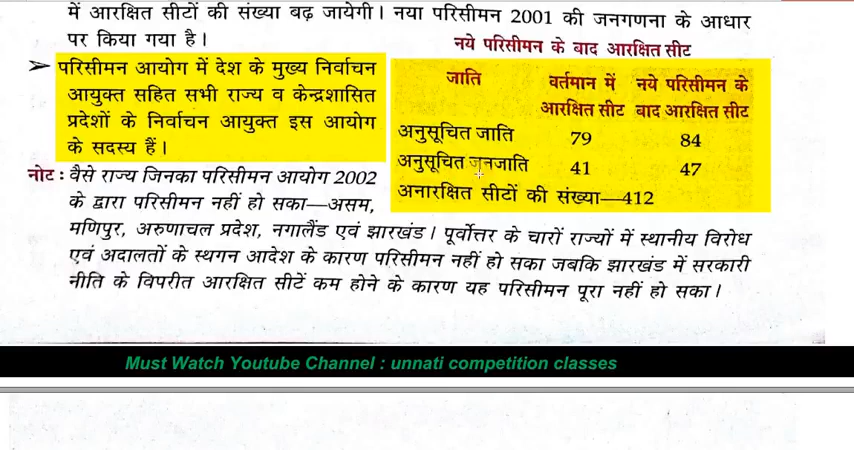 में आरक्षित सीटों की संख्या बढ़ जायेगी। नया परिसीमन 2001 की जनगणना के आधार
पर किया गया है।
➢ परिसीमन आयोग में देश के मुख्य निर्वाचन
आयुक्त सहित सभी राज्य व केन्द्रशासित
प्रदेशों के निर्वाचन आयुक्त इस आयोग
के सदस्य हैं।
नये परिसीमन के बाद आरक्षित सीट
जाति वर्तमान में नये परिसीमन के
आरक्षित सीट बाद आरक्षित सीट
अनुसूचित जाति 79 84
अनुसूचित जनजाति 41 47
अनारक्षित सीटों की संख्या—412
नोट : वैसे राज्य जिनका परिसीमन आयोग 2002
के द्वारा परिसीमन नहीं हो सका—असम,
मणिपुर, अरुणाचल प्रदेश, नगालैंड एवं झारखंड। पूर्वोत्तर के चारों राज्यों में स्थानीय विरोध
एवं अदालतों के स्थगन आदेश के कारण परिसीमन नहीं हो सका जबकि झारखंड में सरकारी
नीति के विपरीत आरक्षित सीटें कम होने के कारण यह परिसीमन पूरा नहीं हो सका।
Must Watch Youtube Channel : unnati competition classes